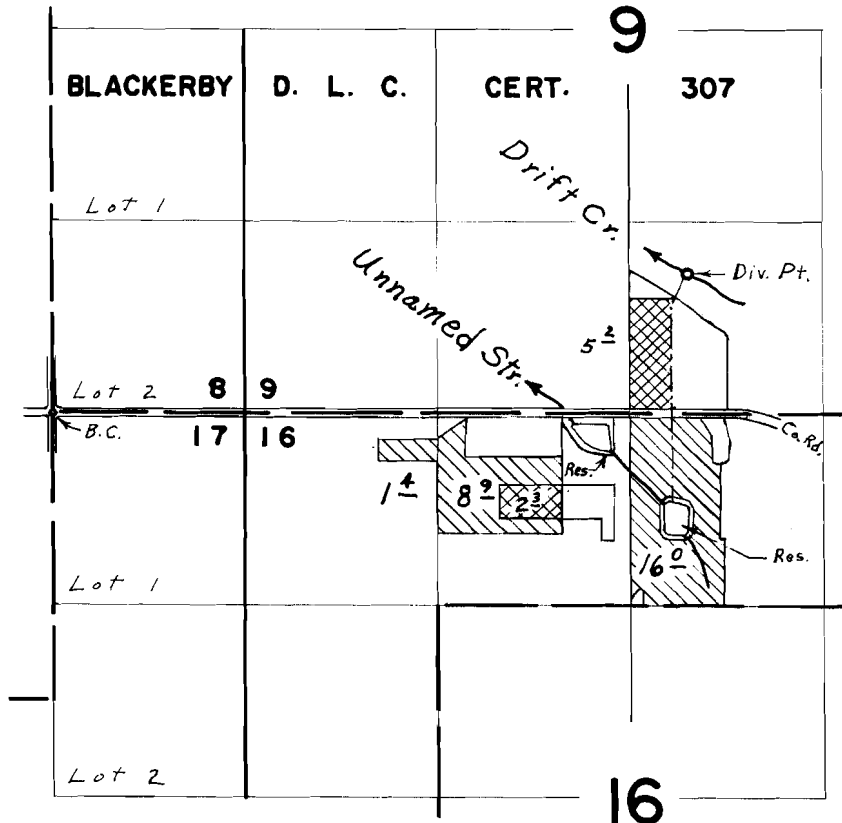 9
BLACKERBY D. L. C. CERT. 307
Drift Cr.
Lot 1
Unnamed Str.
Div. Pt.
5 2
Lot 2 8 9
B.C. 17 16
Co. Rd.
Res.
1 4
8 9
2 3
16 0
Res.
Lot 1
Lot 2
16